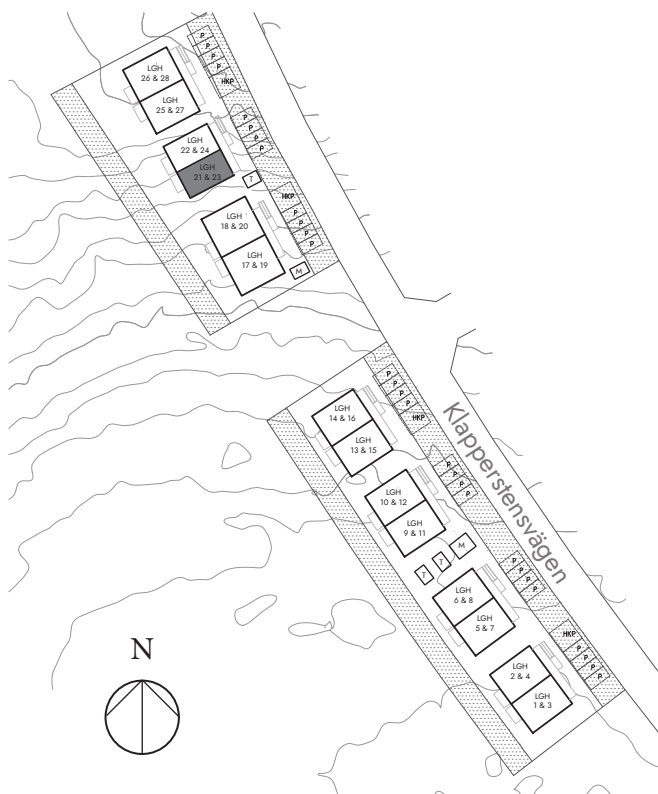 P
P
P
P
HKP
LGH
26 & 28
LGH
25 & 27
P
P
P
P
LGH
22 & 24
LGH
21 & 23
T
HKP
P
P
P
P
LGH
18 & 20
LGH
17 & 19
M
P
P
P
P
HKP
LGH
14 & 16
LGH
13 & 15
Klapperstensvägen
P
P
P
P
LGH
10 & 12
LGH
9 & 11
M
T
T
P
P
P
P
LGH
6 & 8
LGH
5 & 7
HKP
P
P
P
P
LGH
2 & 4
LGH
1 & 3
N